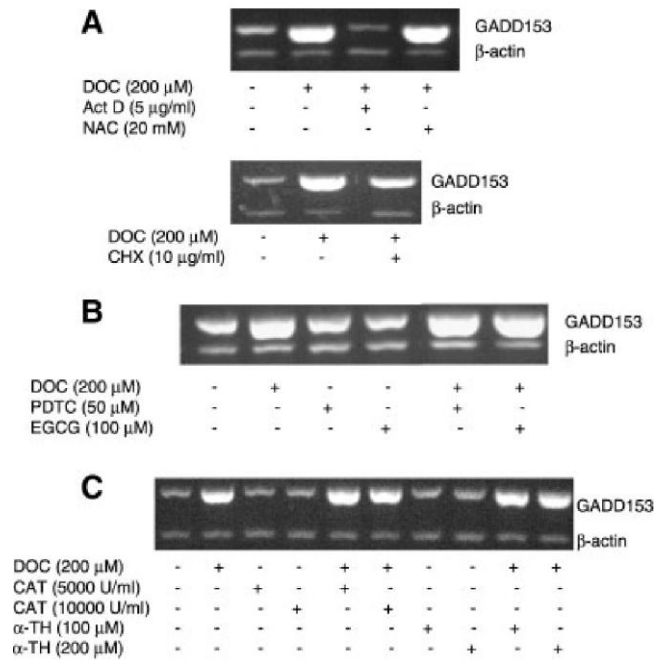 A
GADD153
β-actin
DOC (200 μM) - + + +
Act D (5 μg/ml) - - + -
NAC (20 mM) - - - +
GADD153
β-actin
DOC (200 μM) - + +
CHX (10 μg/ml) - - +
B
GADD153
β-actin
DOC (200 μM) - + - - + +
PDTC (50 μM) - - + - + -
EGCG (100 μM) - - - + - +
C
GADD153
β-actin
DOC (200 μM) - + - - + + - - + +
CAT (5000 U/ml) - - + - + - - - - -
CAT (10000 U/ml) - - - + - + - - - -
α-TH (100 μM) - - - - - - + - + -
α-TH (200 μM) - - - - - - - + - +